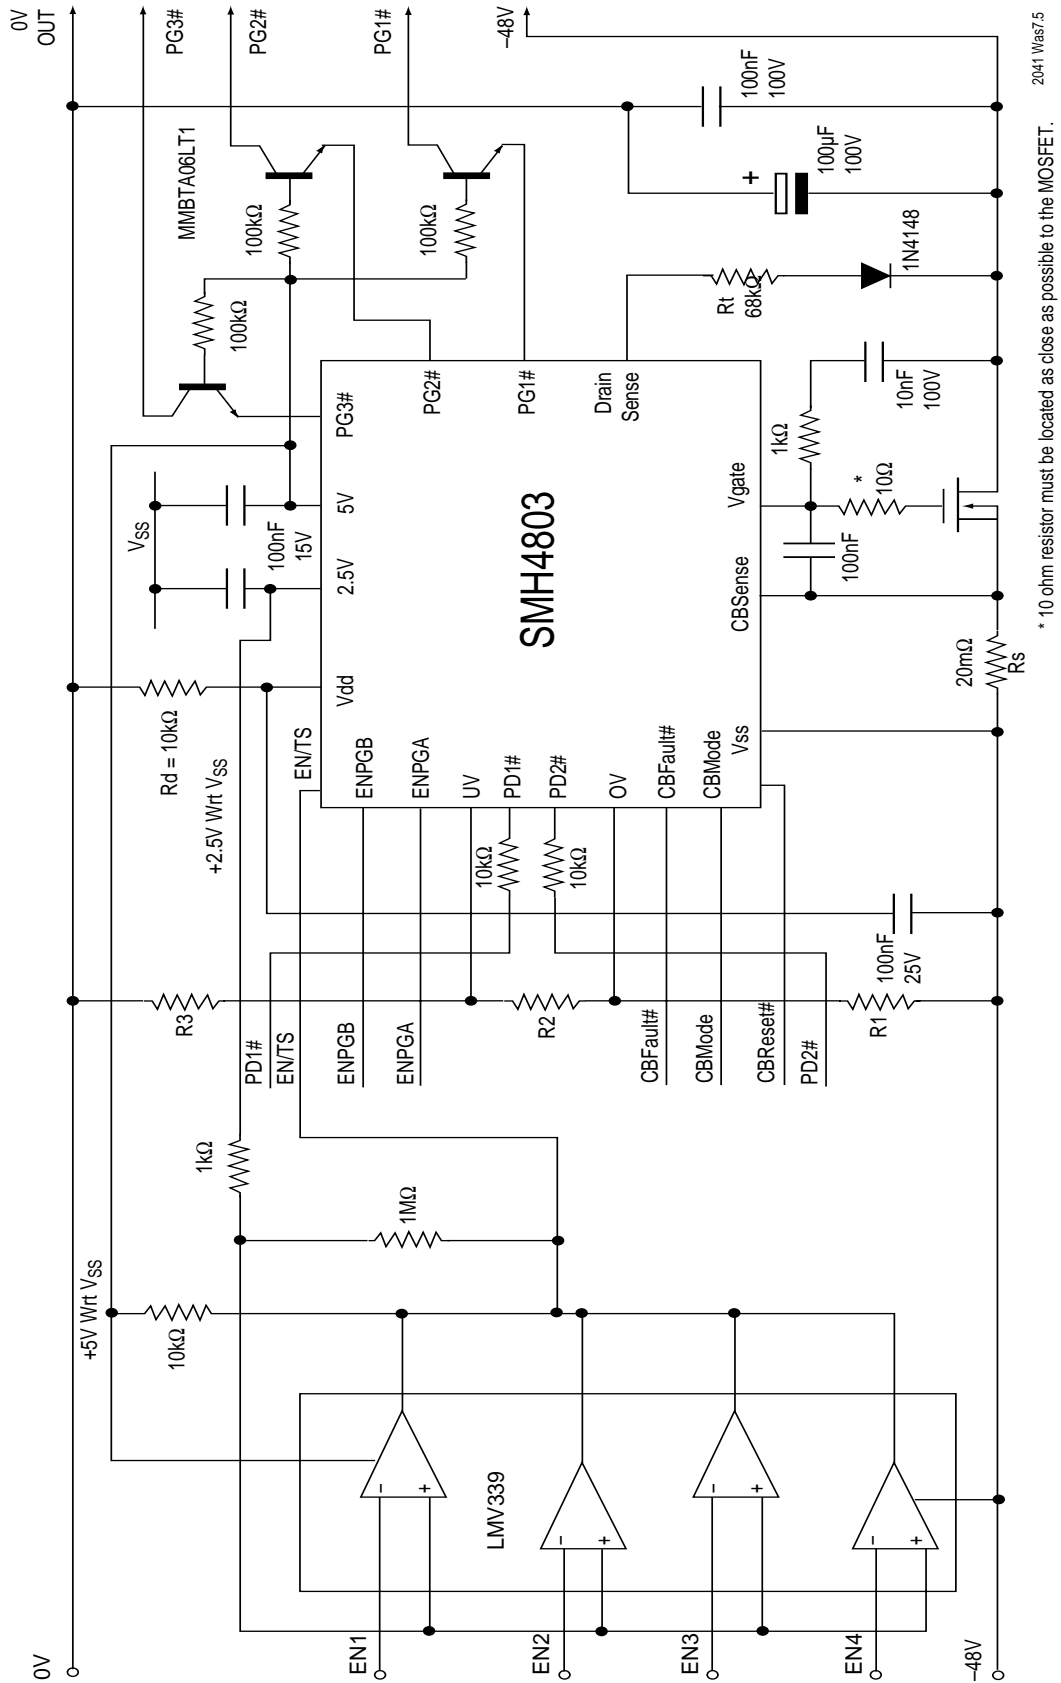 0V
OUT
PG3#
PG2#
PG1#
–48V
2041 Was7.5
MMBTA06LT1
100nF
100V
100kΩ
100kΩ
100kΩ
+
100µF
100V
1N4148
Rt
68kΩ
VSS
100nF
15V
PG3#
PG2#
PG1#
Drain
Sense
10nF
100V
1kΩ
*
10Ω
5V
2.5V
Vdd
EN/TS
SMH4803
Vgate
CBSense
100nF
Vss
20mΩ
Rs
* 10 ohm resistor must be located as close as possible to the MOSFET.
Rd = 10kΩ
+2.5V Wrt VSS
ENPGB
ENPGA
UV
PD1#
PD2#
OV
CBFault#
CBMode
10kΩ
10kΩ
100nF
25V
R3
R2
R1
PD1#
EN/TS
ENPGB
ENPGA
CBFault#
CBMode
CBReset#
PD2#
1kΩ
1MΩ
+5V Wrt VSS
10kΩ
LMV339
–
+
–
+
–
+
–
+
0V
EN1
EN2
EN3
EN4
–48V